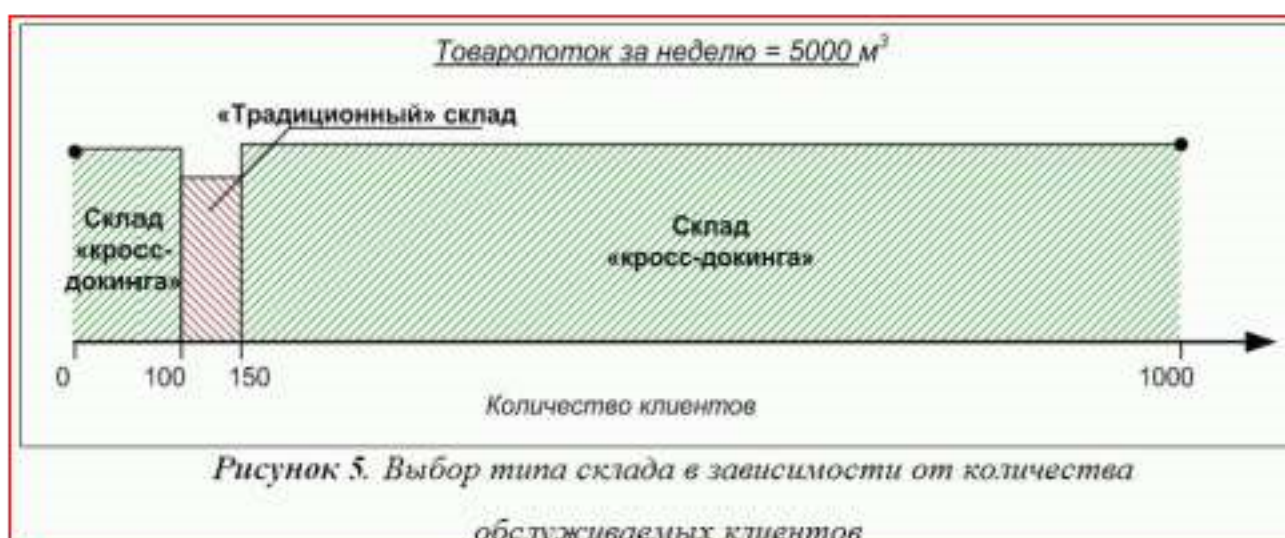 Товаропоток за неделю = 5000 м³
«Традиционный» склад
Склад
«кросс-
докинга»
Склад
«кросс-докинга»
0 100 150 1000
Количество клиентов
Рисунок 5. Выбор типа склада в зависимости от количества
обслуживаемых клиентов